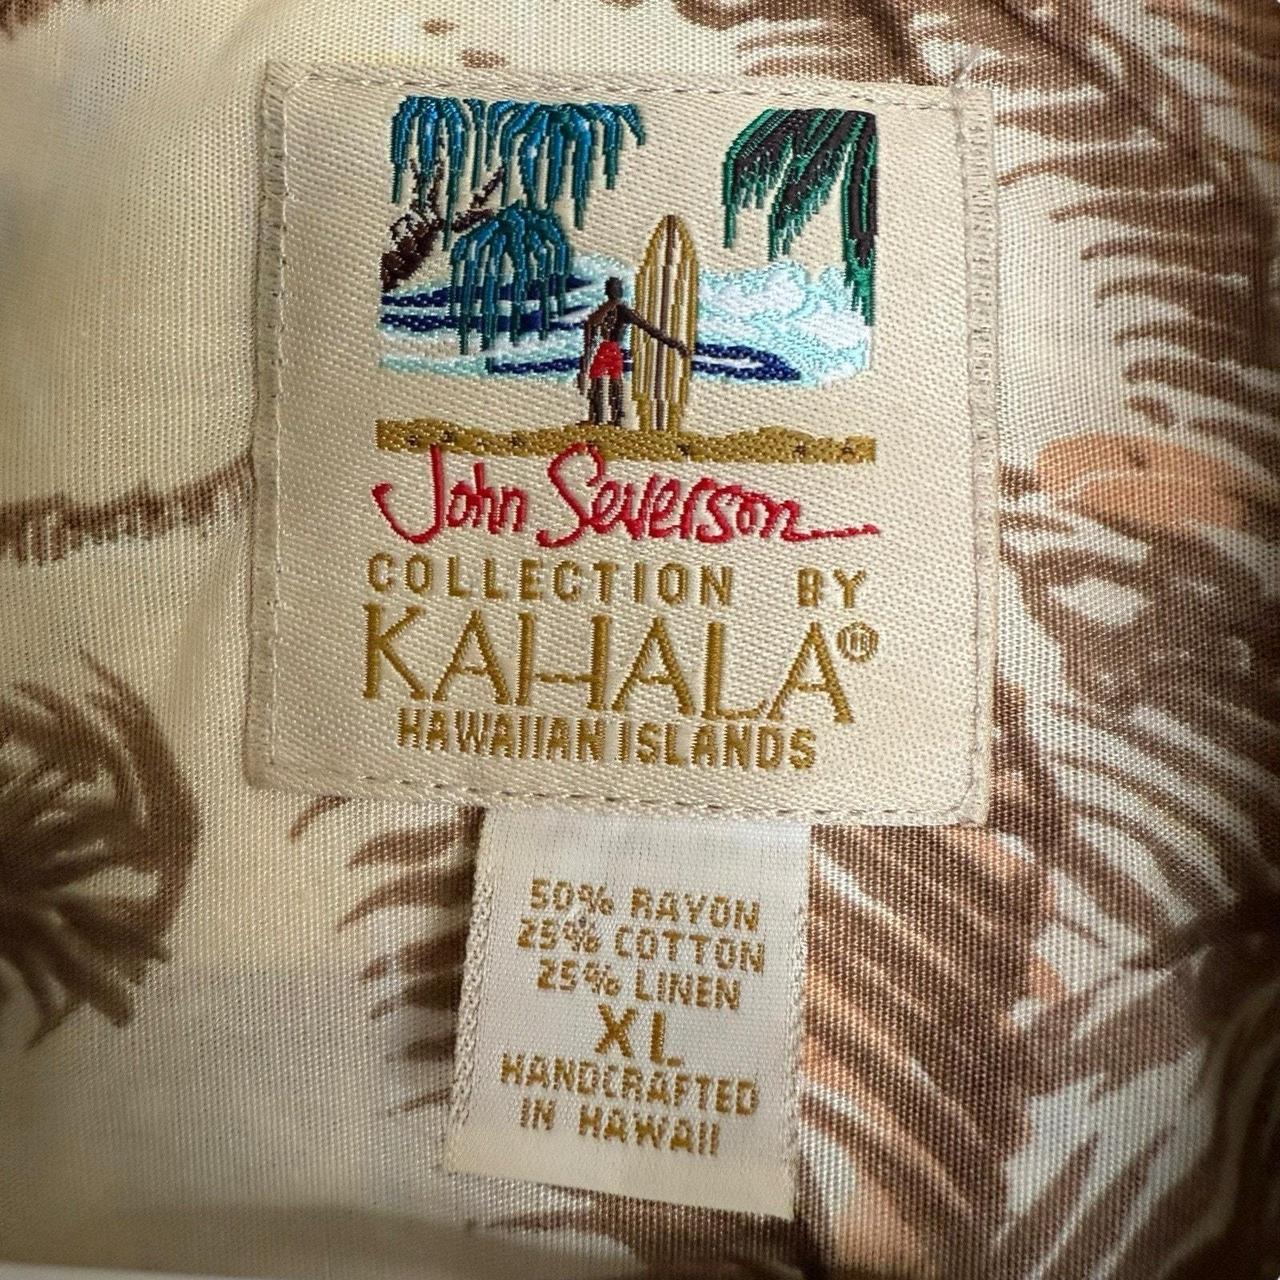 John Severson
COLLECTION BY
KAHALA®
HAWAIIAN ISLANDS
50% RAYON
25% COTTON
25% LINEN
XL
HANDCRAFTED
IN HAWAII